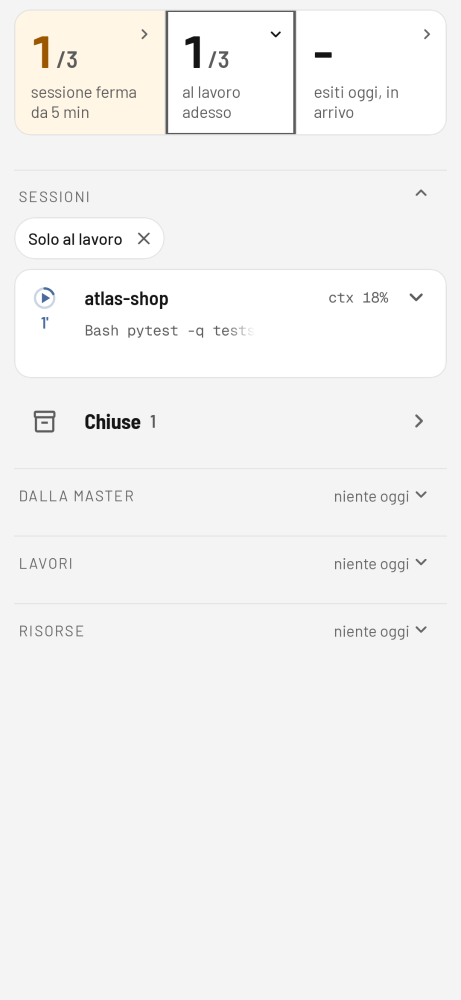 1/3
sessione ferma
da 5 min
1/3
al lavoro
adesso
–
esiti oggi, in
arrivo
SESSIONI
Solo al lavoro
atlas-shop
ctx 18%
1'
Bash pytest -q tests
Chiuse 1
DALLA MASTER
niente oggi
LAVORI
niente oggi
RISORSE
niente oggi